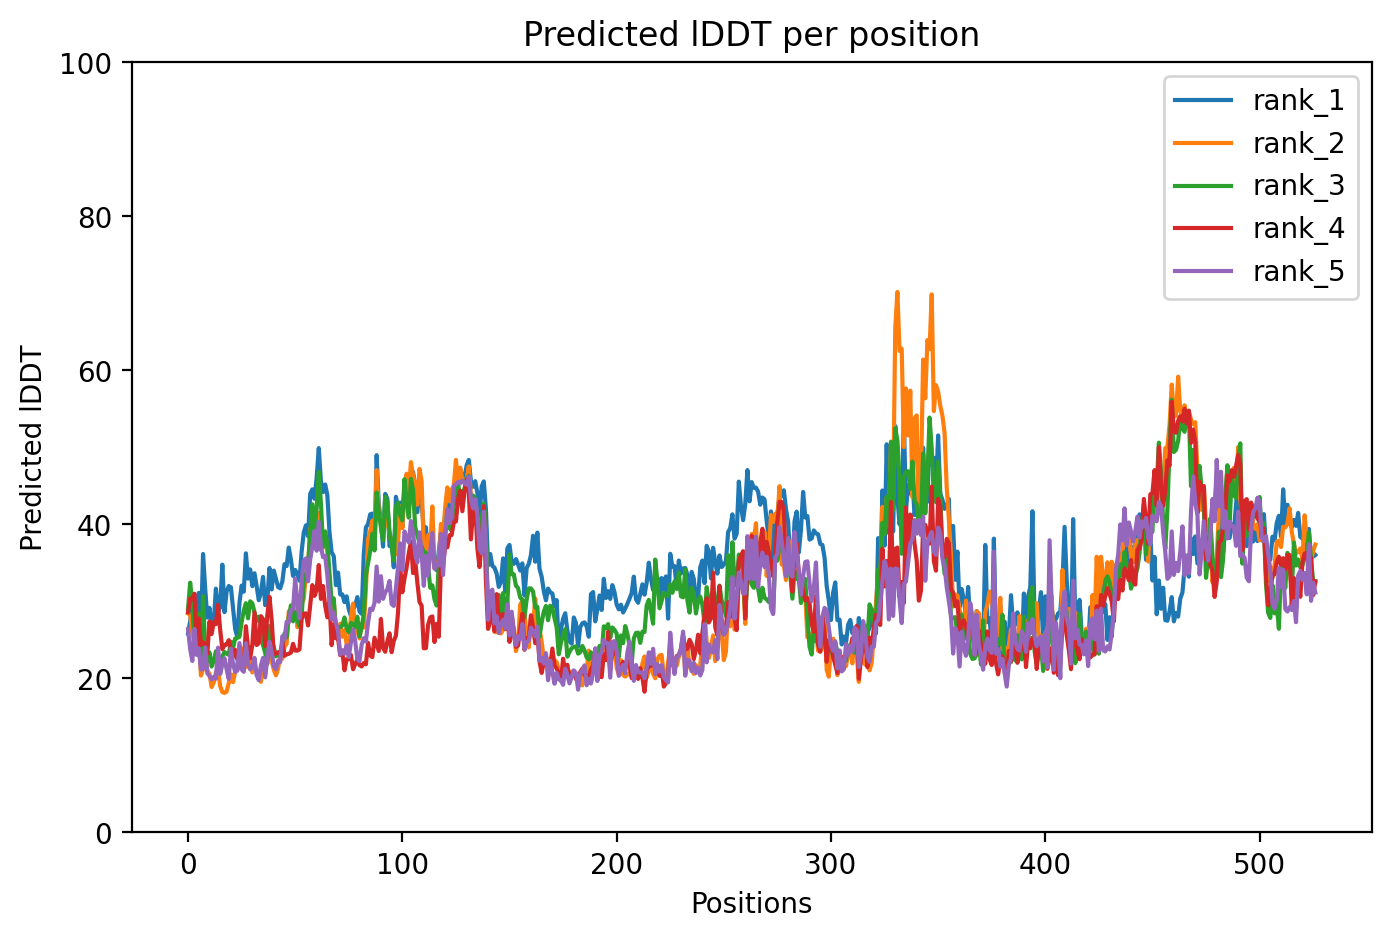 Predicted lDDT per position
100
80
60
40
20
0
Predicted lDDT
0 100 200 300 400 500
Positions
rank_1
rank_2
rank_3
rank_4
rank_5